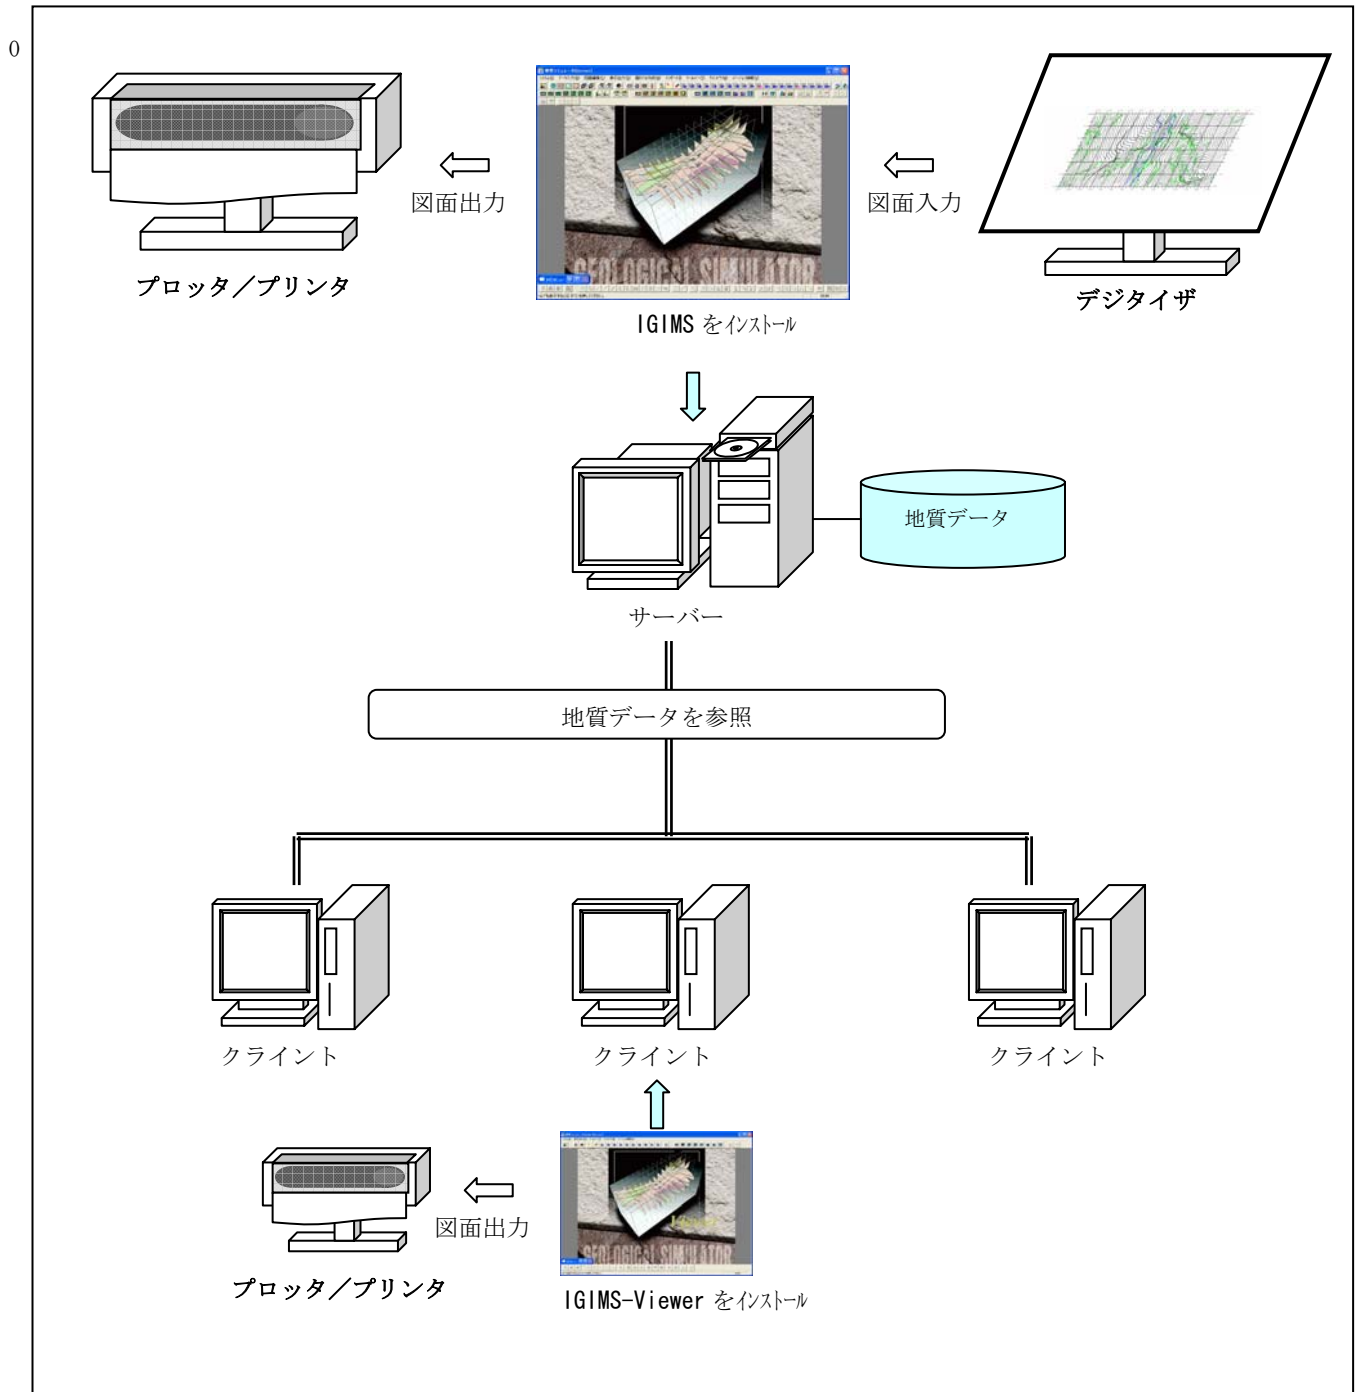 0
図面出力
図面入力
プロッタ／プリンタ
GEOLOGICAL SIMULATOR
デジタイザ
IGIMS をインストール
地質データ
サーバー
地質データを参照
クライント
クライント
クライント
図面出力
GEOLOGICAL SIMULATOR
プロッタ／プリンタ
IGIMS-Viewer をインストール